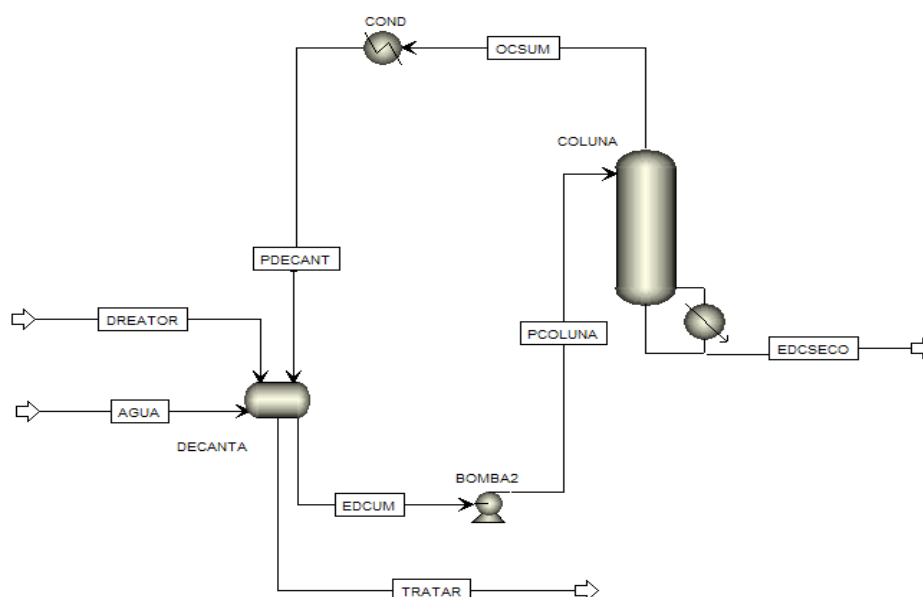 COND
OCSUM
COLUNA
PDECANT
DREATOR
PCOLUNA
EDCSECO
AGUA
DECANTA
BOMBA2
EDCUM
TRATAR